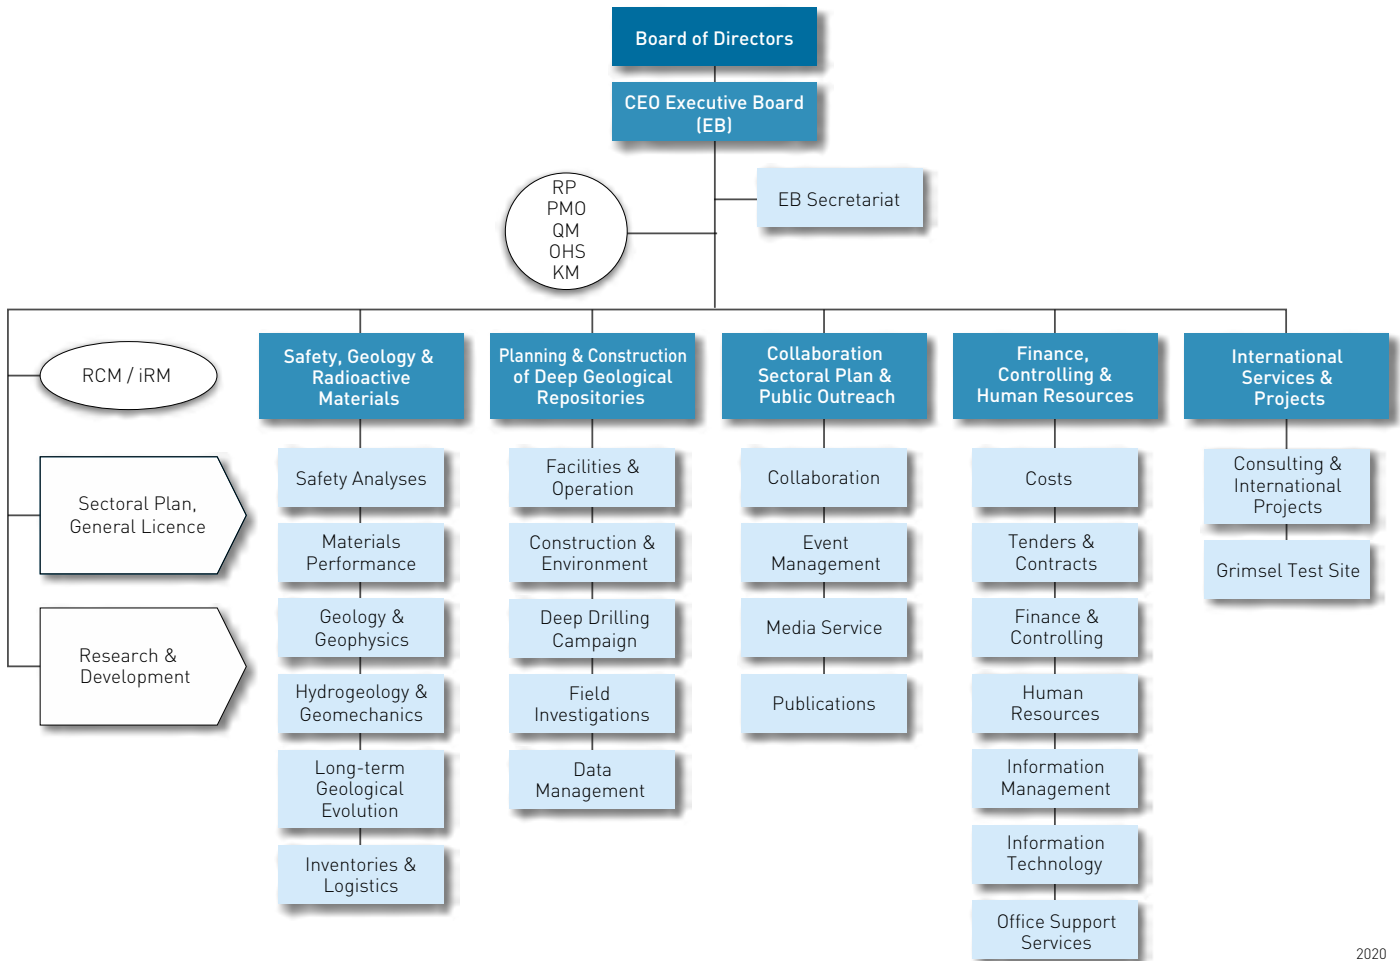 Board of Directors
CEO Executive Board
(EB)
EB Secretariat
RP
PMO
QM
OHS
KM
RCM / iRM
Sectoral Plan,
General Licence
Research &
Development
Safety, Geology &
Radioactive
Materials
Safety Analyses
Materials
Performance
Geology &
Geophysics
Hydrogeology &
Geomechanics
Long-term
Geological
Evolution
Inventories &
Logistics
Planning & Construction
of Deep Geological
Repositories
Facilities &
Operation
Construction &
Environment
Deep Drilling
Campaign
Field
Investigations
Data
Management
Collaboration
Sectoral Plan &
Public Outreach
Collaboration
Event
Management
Media Service
Publications
Finance,
Controlling &
Human Resources
Costs
Tenders &
Contracts
Finance &
Controlling
Human
Resources
Information
Management
Information
Technology
Office Support
Services
International
Services &
Projects
Consulting &
International
Projects
Grimsel Test Site
2020